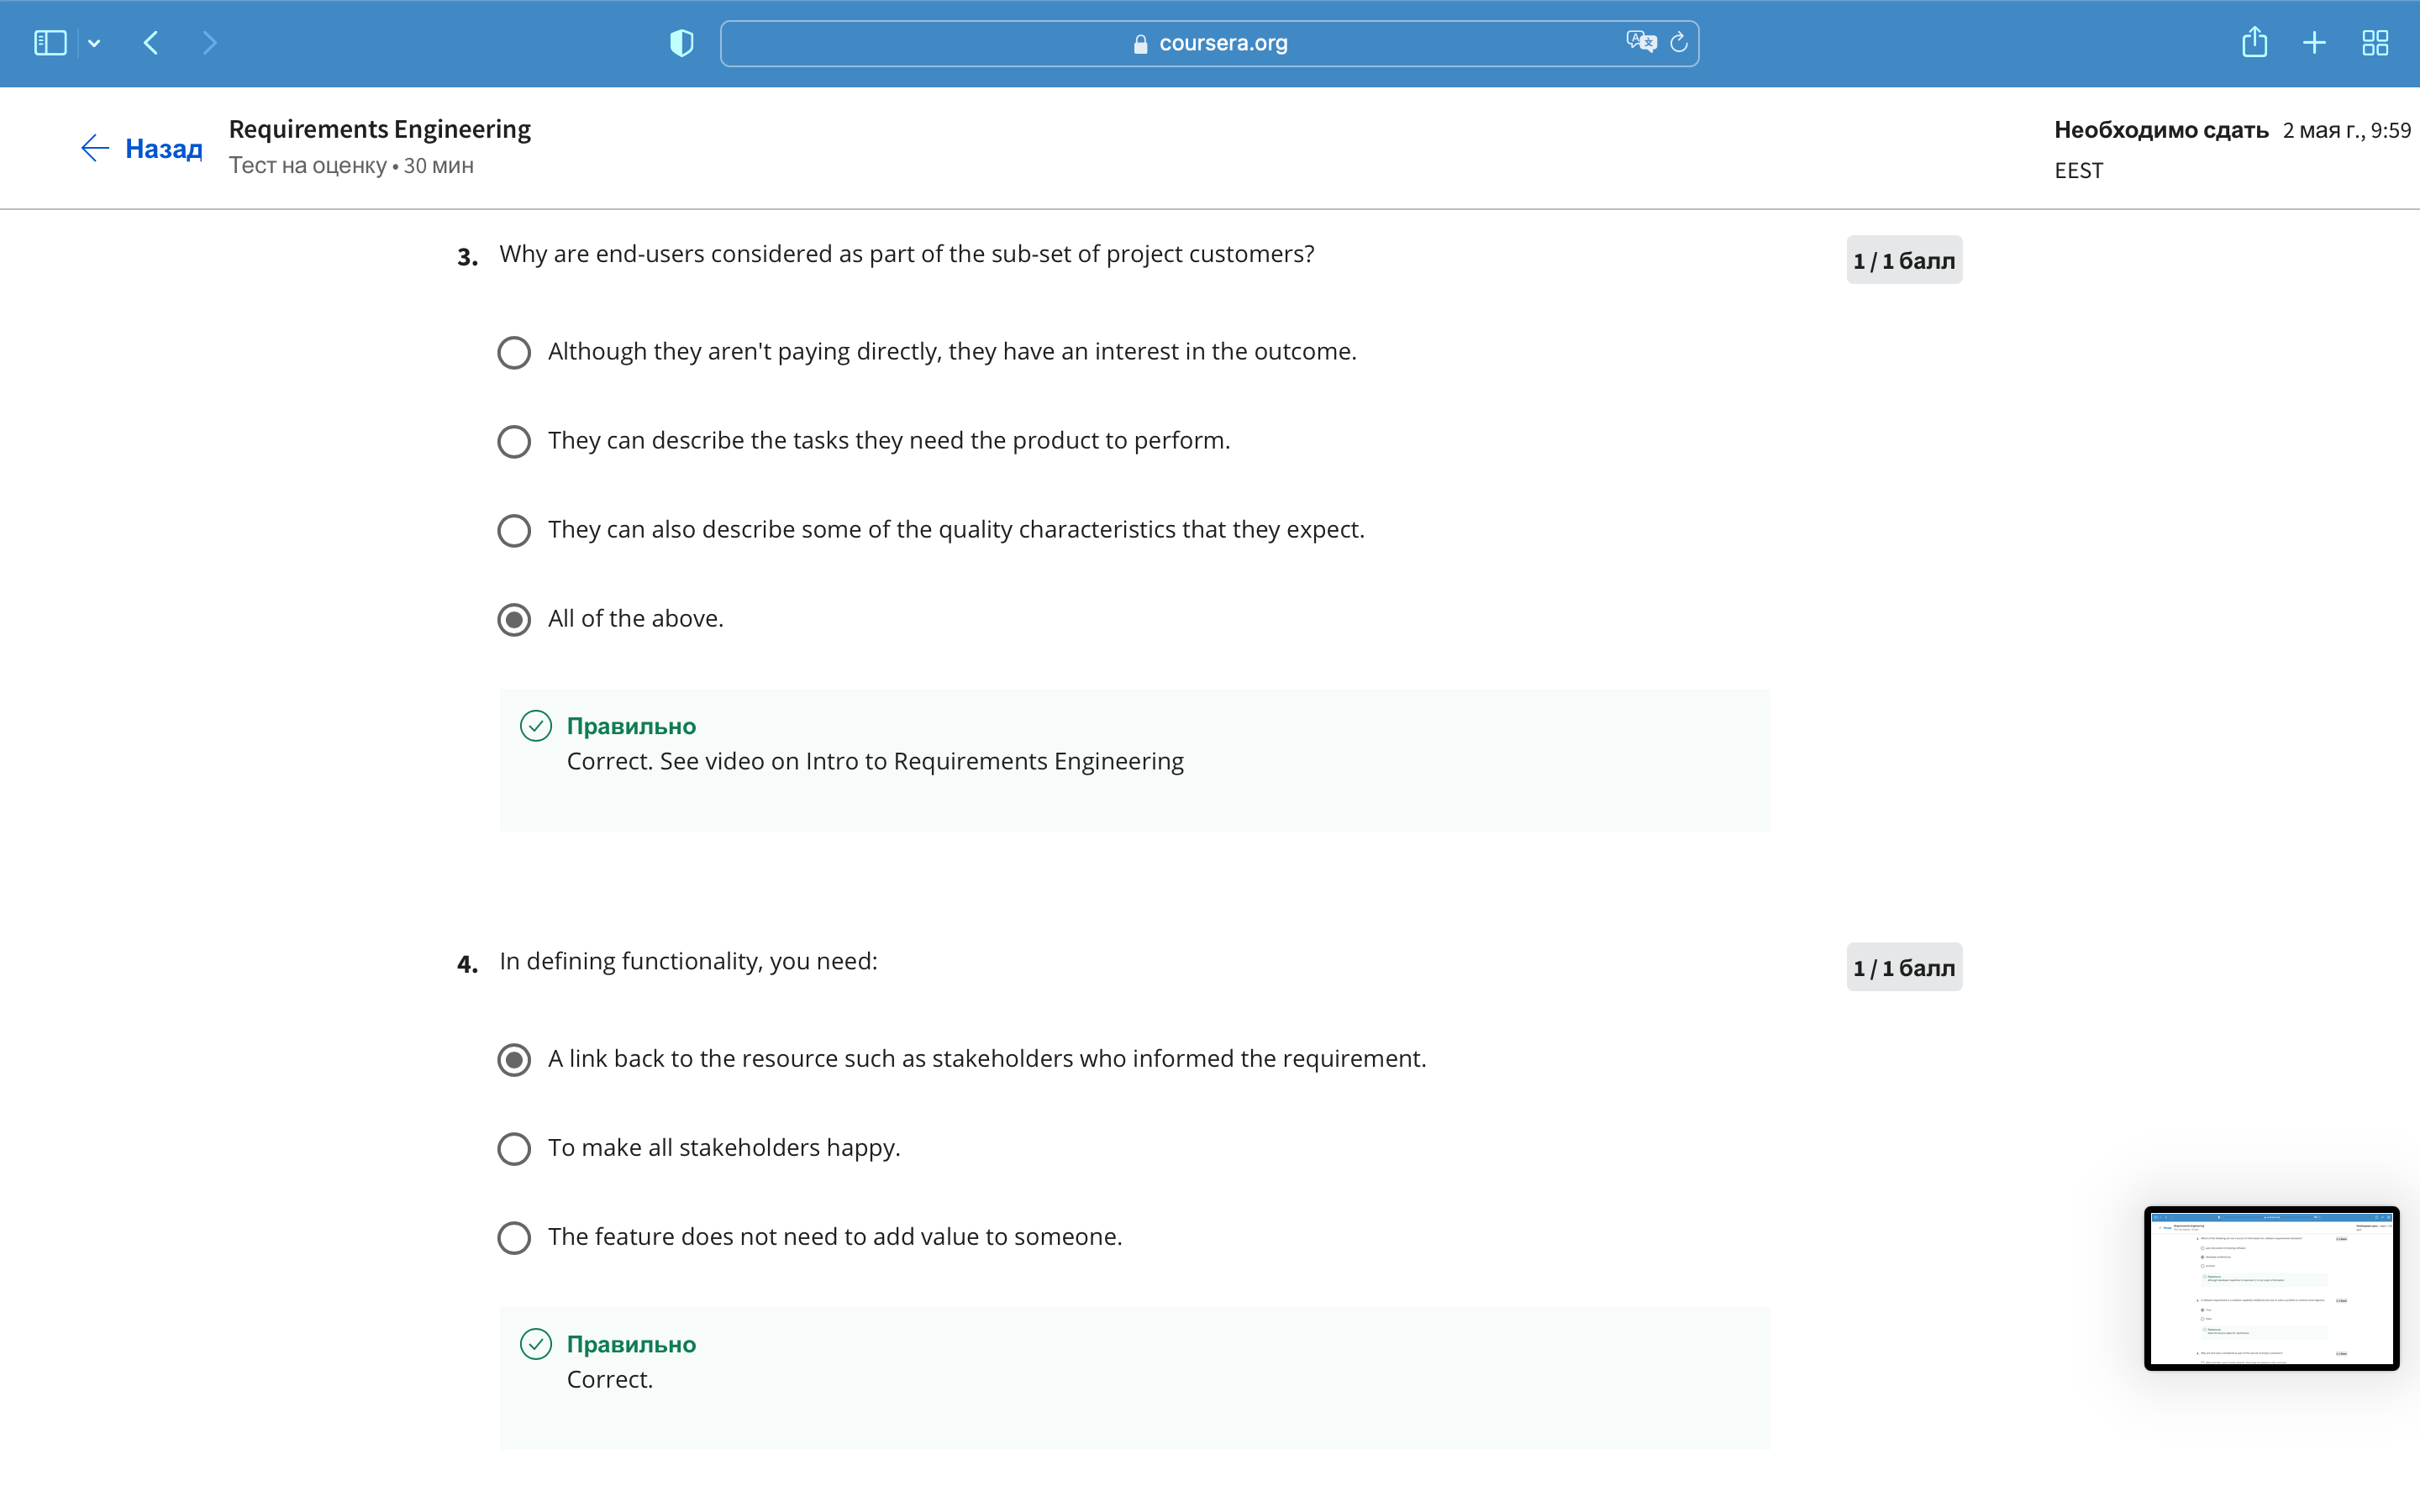 coursera.org
Назад
Requirements Engineering
Тест на оценку • 30 мин
Необходимо сдать 2 мая г., 9:59
EEST
3. Why are end-users considered as part of the sub-set of project customers?
1 / 1 балл
Although they aren't paying directly, they have an interest in the outcome.
They can describe the tasks they need the product to perform.
They can also describe some of the quality characteristics that they expect.
All of the above.
Правильно
Correct. See video on Intro to Requirements Engineering
4. In defining functionality, you need:
1 / 1 балл
A link back to the resource such as stakeholders who informed the requirement.
To make all stakeholders happy.
The feature does not need to add value to someone.
Правильно
Correct.